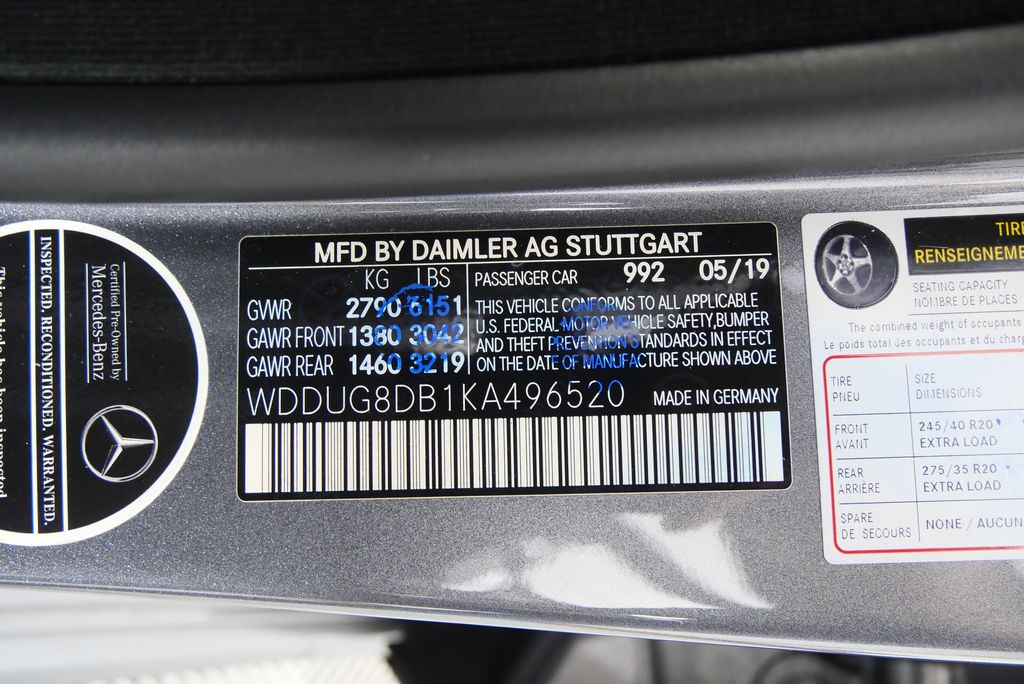 This vehicle has been inspected
INSPECTED. RECONDITIONED. WARRANTED.
Certified Pre-Owned by
Mercedes-Benz
MFD BY DAIMLER AG STUTTGART
KG LBS
GVWR 2790 6151
GAWR FRONT 1380 3042
GAWR REAR 1460 3219
PASSENGER CAR 992 05/19
THIS VEHICLE CONFORMS TO ALL APPLICABLE
U.S. FEDERAL MOTOR VEHICLE SAFETY, BUMPER
AND THEFT PREVENTION STANDARDS IN EFFECT
ON THE DATE OF MANUFACTURE SHOWN ABOVE
WDDUG8DB1KA496520 MADE IN GERMANY
TIRE
RENSEIGNEME
SEATING CAPACITY
NOMBRE DE PLACES
The combined weight of occupants
Le poids total des occupants et du charg
TIRE
PNEU
SIZE
DIMENSIONS
FRONT
AVANT
245/40 R20
EXTRA LOAD
REAR
ARRIÈRE
275/35 R20
EXTRA LOAD
SPARE
DE SECOURS
NONE / AUCUN